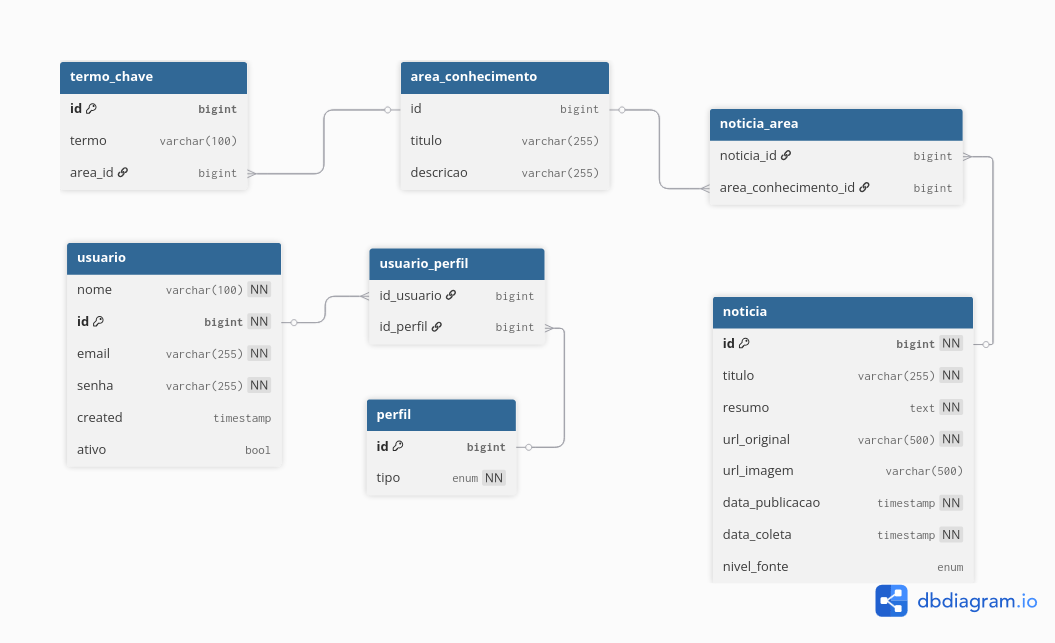 termo_chave
id bigint
termo varchar(100)
area_id bigint
area_conhecimento
id bigint
titulo varchar(255)
descricao varchar(255)
noticia_area
noticia_id bigint
area_conhecimento_id bigint
usuario
nome varchar(100) NN
id bigint NN
email varchar(255) NN
senha varchar(255) NN
created timestamp
ativo bool
usuario_perfil
id_usuario bigint
id_perfil bigint
perfil
id bigint
tipo enum NN
noticia
id bigint NN
titulo varchar(255) NN
resumo text NN
url_original varchar(500) NN
url_imagem varchar(500)
data_publicacao timestamp NN
data_coleta timestamp NN
nivel_fonte enum
dbdiagram.io